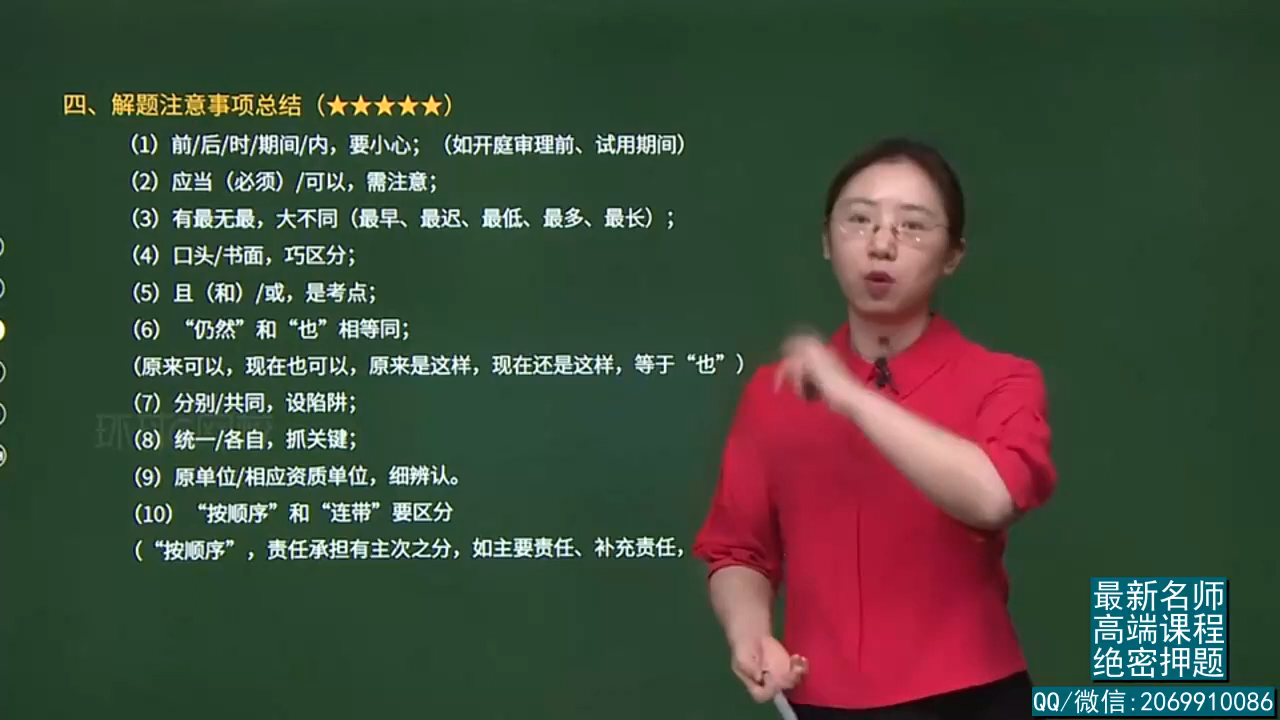 四、解题注意事项总结（★★★★★）
（1）前/后/时/期间/内，要小心；（如开庭审理前、试用期间）
（2）应当（必须）/可以，需注意；
（3）有最无最，大不同（最早、最迟、最低、最多、最长）；
（4）口头/书面，巧区分；
（5）且（和）/或，是考点；
（6）“仍然”和“也”相等同；
（原来可以，现在也可以，原来是这样，现在还是这样，等于“也”）
（7）分别/共同，设陷阱；
（8）统一/各自，抓关键；
（9）原单位/相应资质单位，细辨认。
（10）“按顺序”和“连带”要区分
（“按顺序”，责任承担有主次之分，如主要责任、补充责任，
最新名师
高端课程
绝密押题
QQ/微信:2069910086